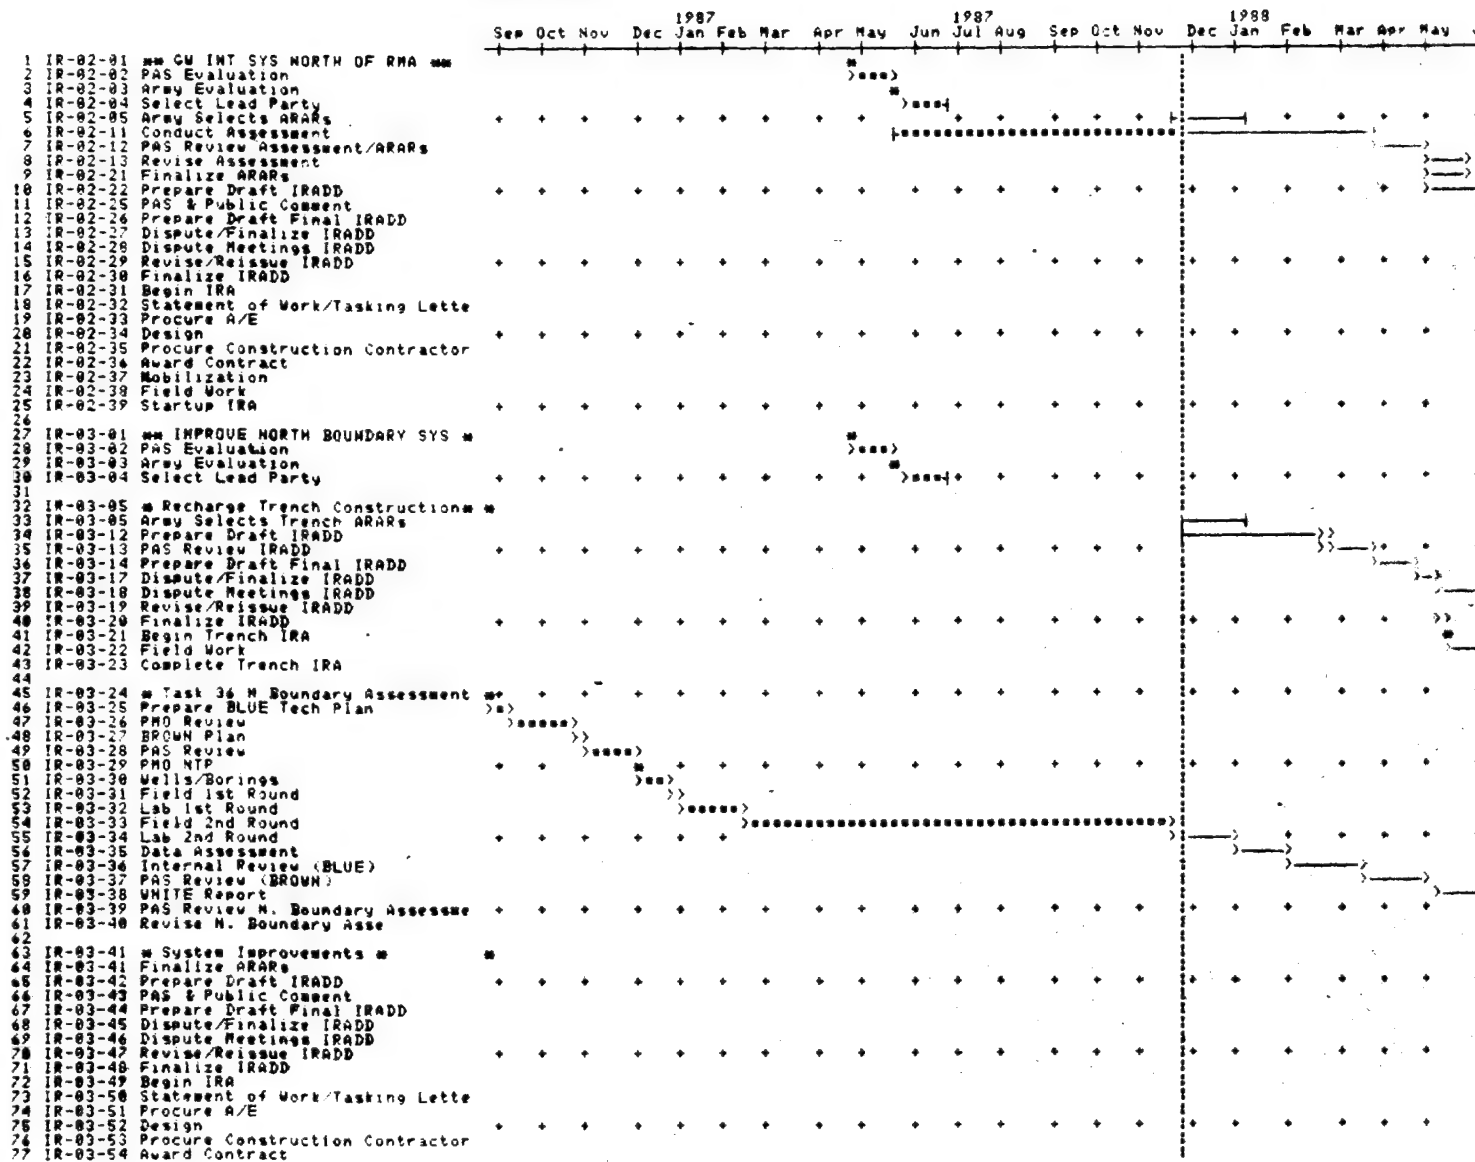 1987 1987 1988
Sep Oct Nov Dec Jan Feb Mar Apr May Jun Jul Aug Sep Oct Nov Dec Jan Feb Mar Apr May
1 IR-02-01 ** GW INT SYS NORTH OF RMA **
2 IR-02-02 PAS Evaluation
3 IR-02-03 Army Evaluation
4 IR-02-04 Select Lead Party
5 IR-02-05 Army Selects ARARs
6 IR-02-11 Conduct Assessment
7 IR-02-12 PAS Review Assessment/ARARs
8 IR-02-13 Revise Assessment
9 IR-02-21 Finalize ARARs
10 IR-02-22 Prepare Draft IRADD
11 IR-02-25 PAS & Public Comment
12 IR-02-26 Prepare Draft Final IRADD
13 IR-02-27 Dispute/Finalize IRADD
14 IR-02-28 Dispute Meetings IRADD
15 IR-02-29 Revise/Reissue IRADD
16 IR-02-30 Finalize IRADD
17 IR-02-31 Begin IRA
18 IR-02-32 Statement of Work/Tasking Lette
19 IR-02-33 Procure A/E
20 IR-02-34 Design
21 IR-02-35 Procure Construction Contractor
22 IR-02-36 Award Contract
23 IR-02-37 Mobilization
24 IR-02-38 Field Work
25 IR-02-39 Startup IRA
26
27 IR-03-01 ** IMPROVE NORTH BOUNDARY SYS *
28 IR-03-02 PAS Evaluation
29 IR-03-03 Army Evaluation
30 IR-03-04 Select Lead Party
31
32 IR-03-05 * Recharge Trench Construction* *
33 IR-03-05 Army Selects Trench ARARs
34 IR-03-12 Prepare Draft IRADD
35 IR-03-13 PAS Review IRADD
36 IR-03-14 Prepare Draft Final IRADD
37 IR-03-17 Dispute/Finalize IRADD
38 IR-03-18 Dispute Meetings IRADD
39 IR-03-19 Revise/Reissue IRADD
40 IR-03-20 Finalize IRADD
41 IR-03-21 Begin Trench IRA
42 IR-03-22 Field Work
43 IR-03-23 Complete Trench IRA
44
45 IR-03-24 * Task 36 N Boundary Assessment *
46 IR-03-25 Prepare BLUE Tech Plan
47 IR-03-26 PMO Review
48 IR-03-27 BROWN Plan
49 IR-03-28 PAS Review
50 IR-03-29 PMO NTP
51 IR-03-30 Wells/Borings
52 IR-03-31 Field 1st Round
53 IR-03-32 Lab 1st Round
54 IR-03-33 Field 2nd Round
55 IR-03-34 Lab 2nd Round
56 IR-03-35 Data Assessment
57 IR-03-36 Internal Review (BLUE)
58 IR-03-37 PAS Review (BROWN)
59 IR-03-38 WHITE Report
60 IR-03-39 PAS Review N. Boundary Assessme
61 IR-03-40 Revise N. Boundary Asse
62
63 IR-03-41 * System Improvements * *
64 IR-03-41 Finalize ARARs
65 IR-03-42 Prepare Draft IRADD
66 IR-03-43 PAS & Public Comment
67 IR-03-44 Prepare Draft Final IRADD
68 IR-03-45 Dispute/Finalize IRADD
69 IR-03-46 Dispute Meetings IRADD
70 IR-03-47 Revise/Reissue IRADD
71 IR-03-48 Finalize IRADD
72 IR-03-49 Begin IRA
73 IR-03-50 Statement of Work/Tasking Lette
74 IR-03-51 Procure A/E
75 IR-03-52 Design
76 IR-03-53 Procure Construction Contractor
77 IR-03-54 Award Contract